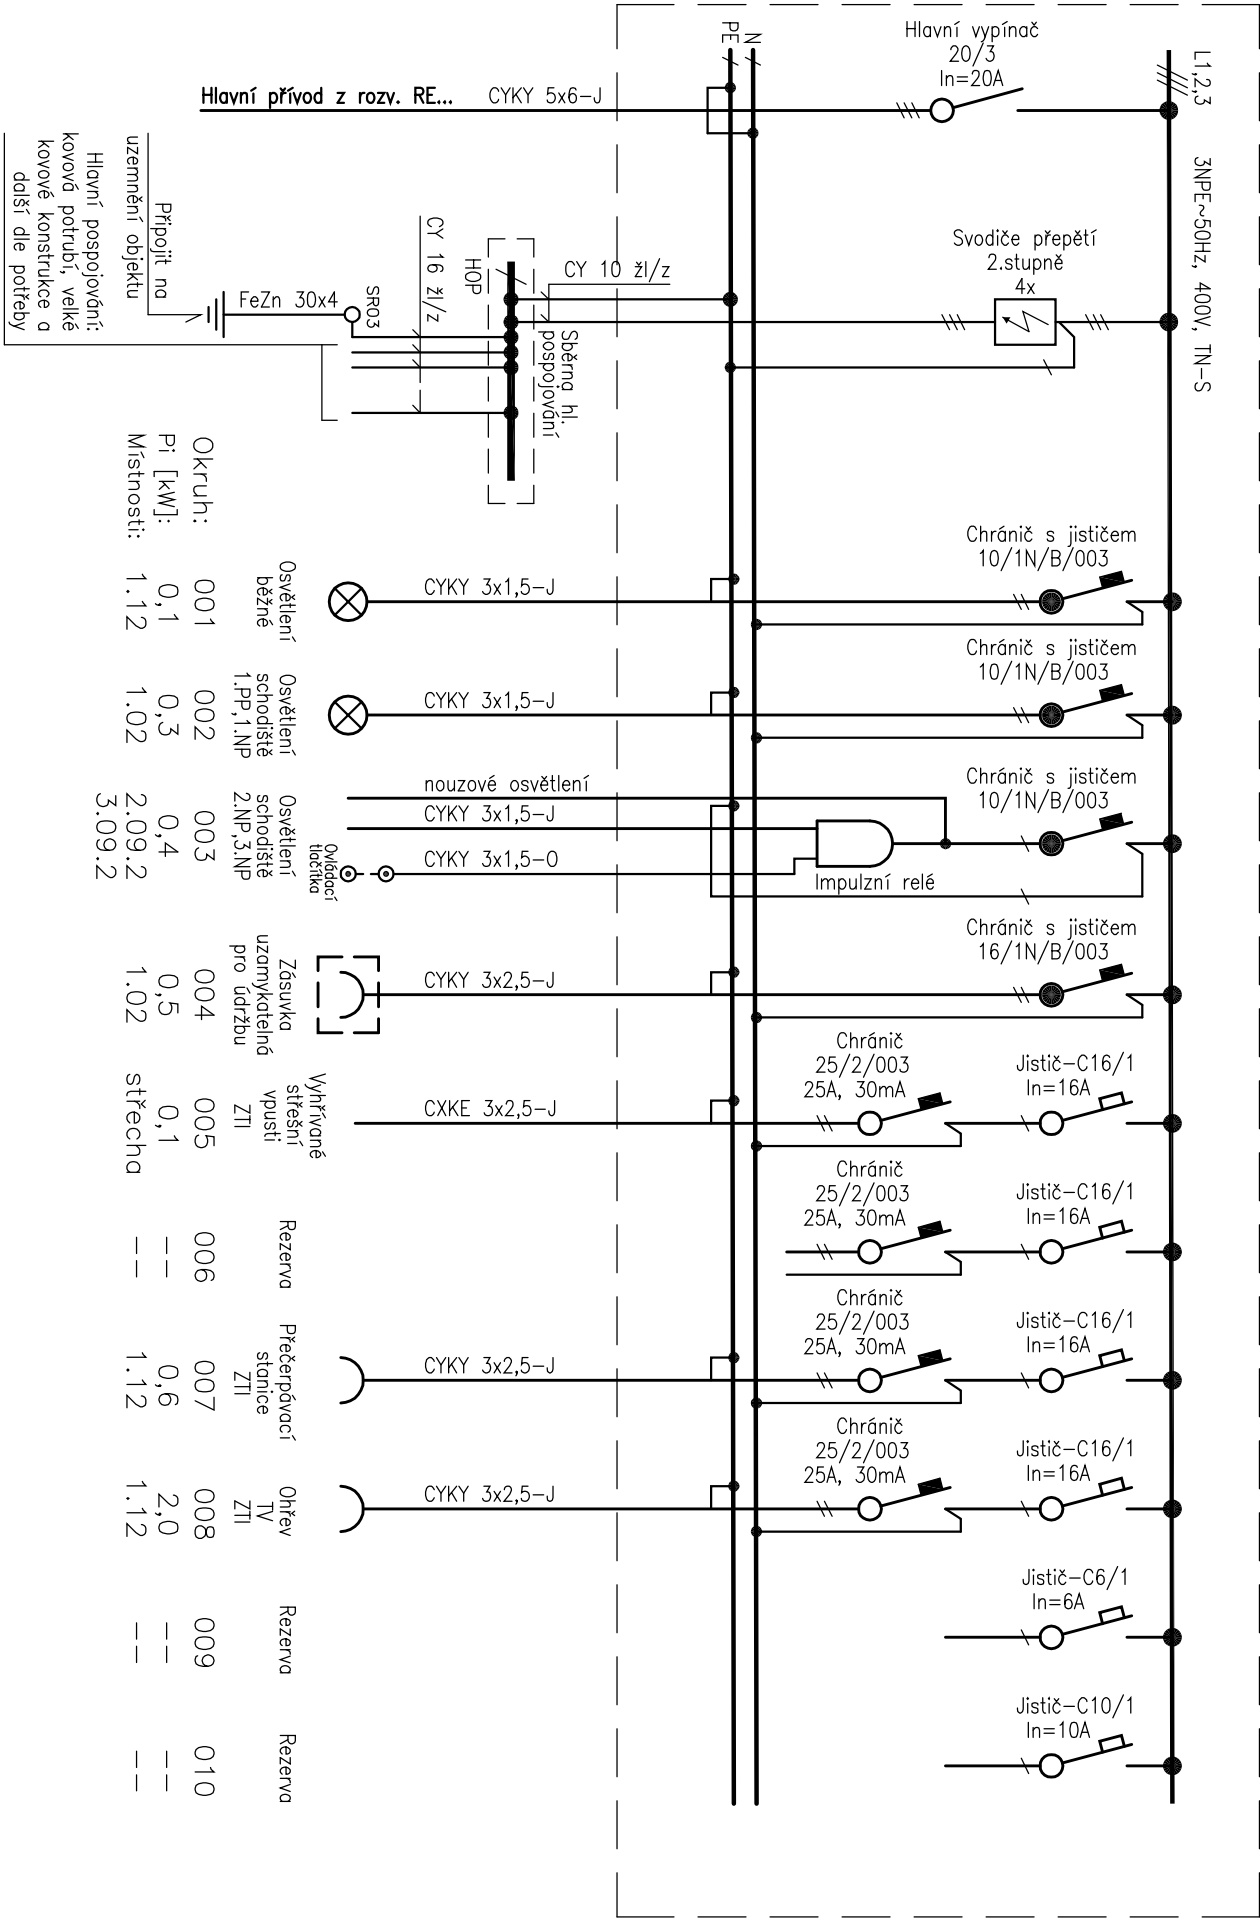 Hlavní vypínač
20/3
In=20A
PE
N
L1,2,3
3NPE~50Hz, 400V, TN-S
Hlavní přívod z rozv. RE...
CYKY 5x6-J
Svodiče přepětí
2.stupně
4x
CY 10 žl/z
HOP
CY 16 žl/z
Sběrna hl.
pospojování
SR03
FeZn 30x4
Připojit na
uzemnění objektu
Hlavní pospojování:
kovová potrubí, velké
kovové konstrukce a
další dle potřeby
Okruh:
Pi [kW]:
Místnosti:
Chránič s jističem
10/1N/B/003
CYKY 3x1,5-J
Osvětlení
běžné
001
0,1
1.12
Chránič s jističem
10/1N/B/003
CYKY 3x1,5-J
Osvětlení
schodiště
1.PP,1.NP
002
0,3
1.02
Chránič s jističem
10/1N/B/003
nouzové osvětlení
CYKY 3x1,5-J
CYKY 3x1,5-O
Impulzní relé
Ovládací
tlačítka
Osvětlení
schodiště
2.NP,3.NP
003
0,4
2.09.2
3.09.2
Chránič s jističem
16/1N/B/003
CYKY 3x2,5-J
Zásuvka
uzamykatelná
pro údržbu
004
0,5
1.02
Jistič-C16/1
In=16A
Chránič
25/2/003
25A, 30mA
CXKE 3x2,5-J
Vyhřívané
střešní
vpusti
ZTI
005
0,1
střecha
Jistič-C16/1
In=16A
Chránič
25/2/003
25A, 30mA
Rezerva
006
--
--
Jistič-C16/1
In=16A
Chránič
25/2/003
25A, 30mA
CYKY 3x2,5-J
Přečerpávací
stanice
ZTI
007
0,6
1.12
Jistič-C16/1
In=16A
Chránič
25/2/003
25A, 30mA
CYKY 3x2,5-J
Ohřev
TV
ZTI
008
2,0
1.12
Jistič-C6/1
In=6A
Rezerva
009
--
--
Jistič-C10/1
In=10A
Rezerva
010
--
--